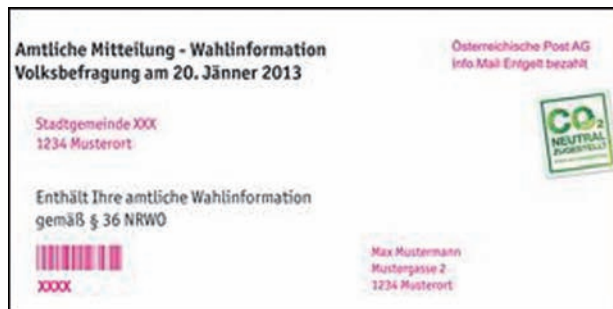 Amtliche Mitteilung - Wahlinformation
Volksbefragung am 20. Jänner 2013
Österreichische Post AG
Info.Mail Entgelt bezahlt
Stadtgemeinde XXX
1234 Musterort
CO2
NEUTRAL
ZUGESTELLT
Enthält Ihre amtliche Wahlinformation
gemäß § 36 NRWO
XXXX
Max Mustermann
Mustergasse 2
1234 Musterort